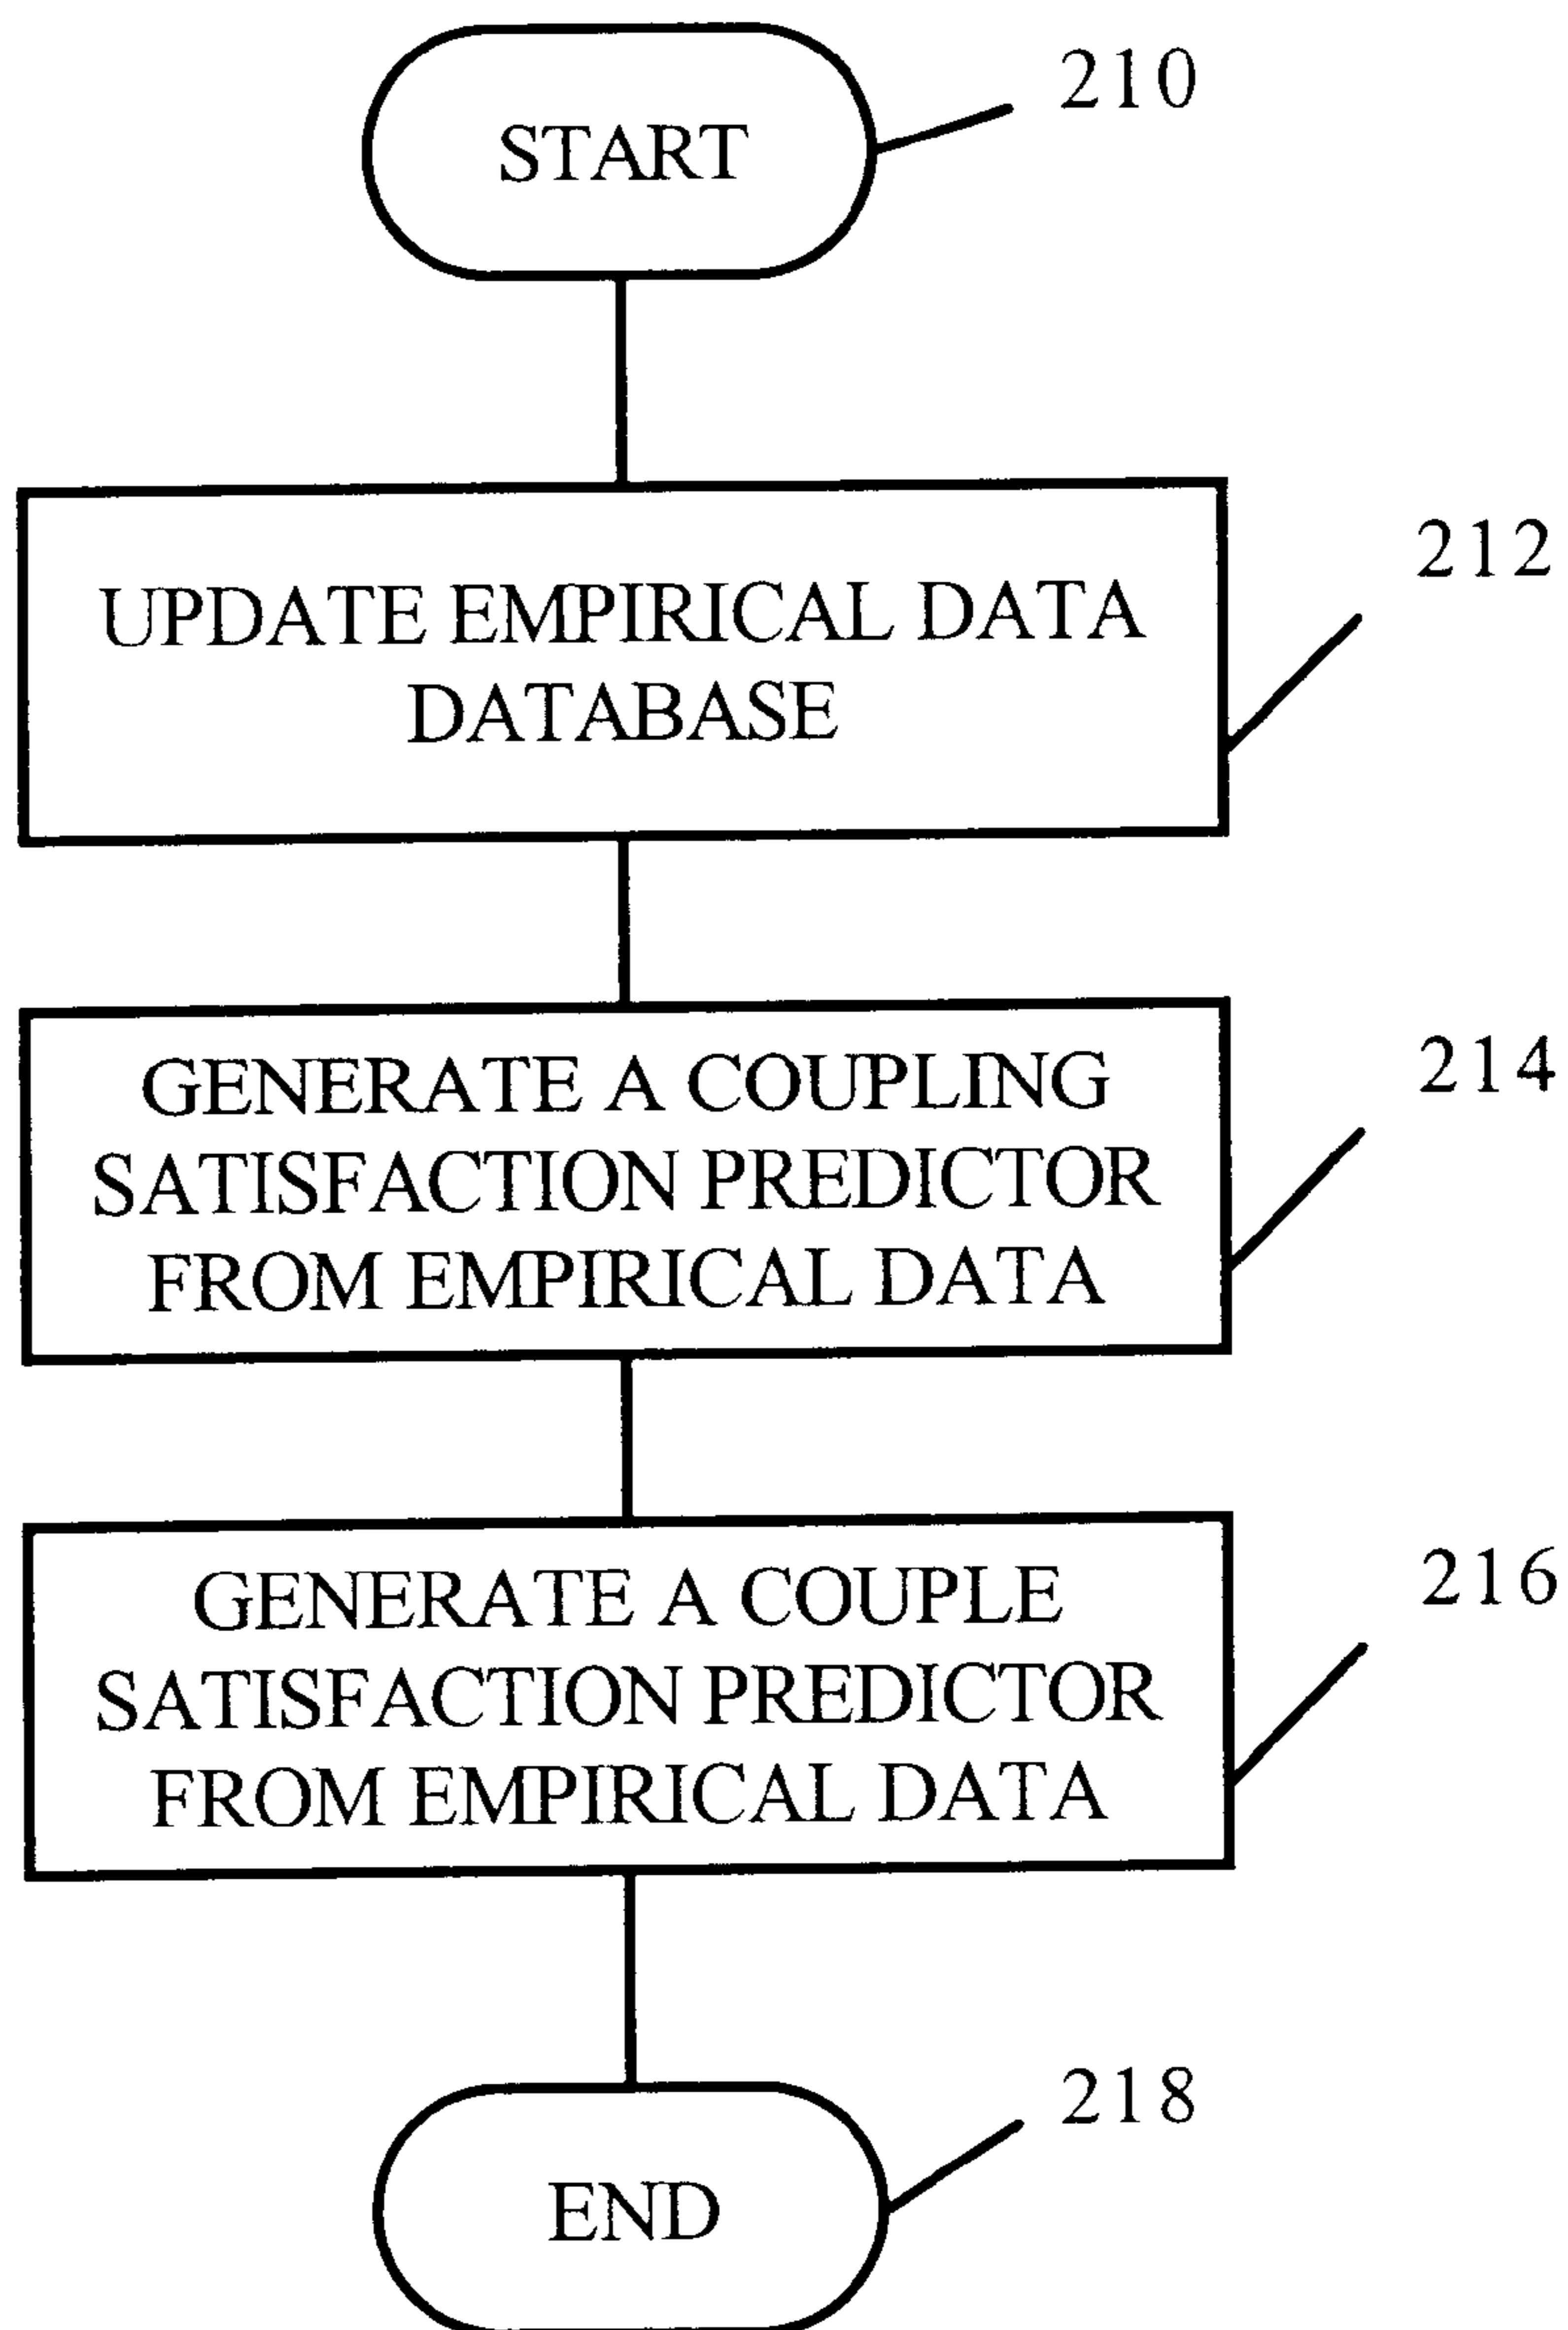 START
210
UPDATE EMPIRICAL DATA
DATABASE
212
GENERATE A COUPLING
SATISFACTION PREDICTOR
FROM EMPIRICAL DATA
214
GENERATE A COUPLE
SATISFACTION PREDICTOR
FROM EMPIRICAL DATA
216
END
218